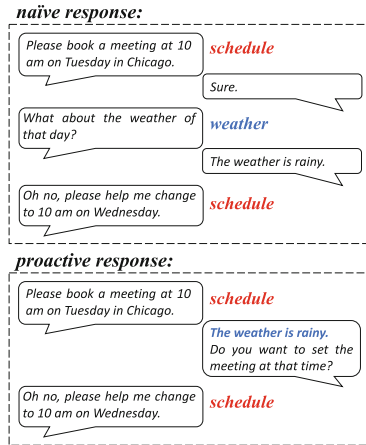 naïve response:
Please book a meeting at 10
am on Tuesday in Chicago.
schedule
Sure.
What about the weather of
that day?
weather
The weather is rainy.
Oh no, please help me change
to 10 am on Wednesday.
schedule
proactive response:
Please book a meeting at 10
am on Tuesday in Chicago.
schedule
The weather is rainy.
Do you want to set the
meeting at that time?
Oh no, please help me change
to 10 am on Wednesday.
schedule